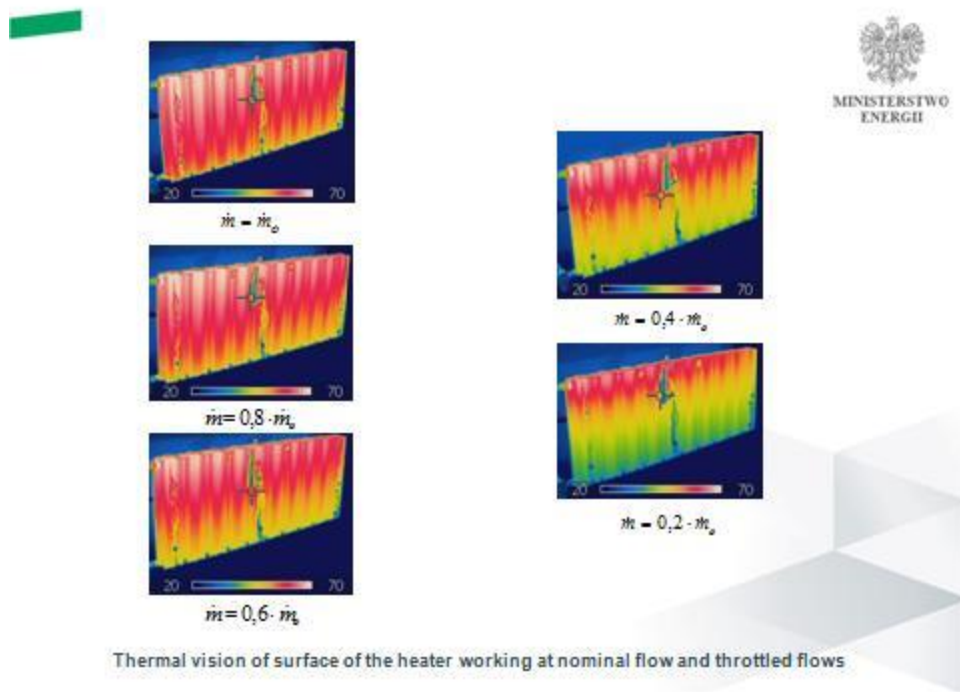 MINISTERSTWO
ENERGII
20 70
ṁ = ṁₒ
20 70
ṁ = 0,8 · ṁₒ
20 70
ṁ = 0,6 · ṁₒ
20 70
ṁ = 0,4 · ṁₒ
20 70
ṁ = 0,2 · ṁₒ
Thermal vision of surface of the heater working at nominal flow and throttled flows